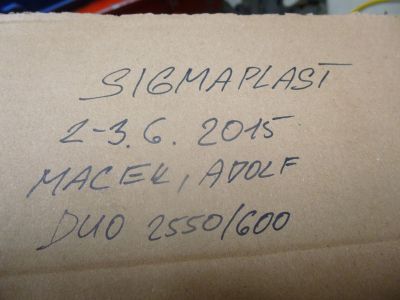 SIGMAPLAST
2-3.6. 2015
MACEK, ADOLF
DUO 2550/600